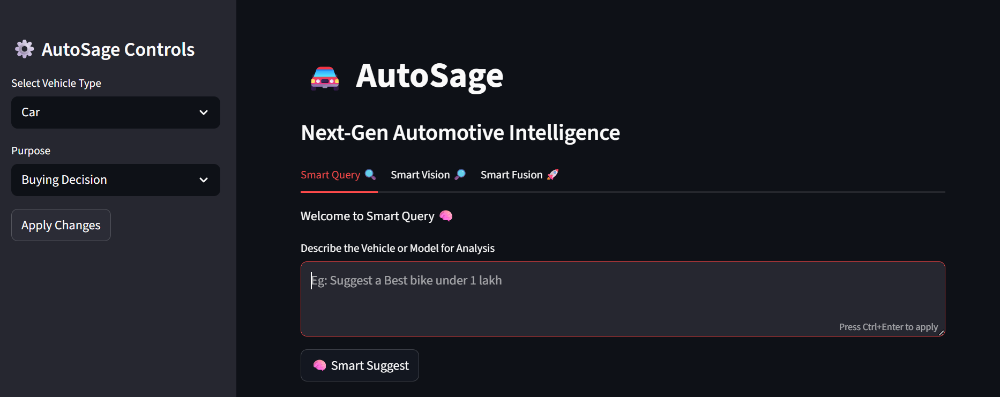 AutoSage Controls
Select Vehicle Type
Car
Purpose
Buying Decision
Apply Changes
AutoSage
Next-Gen Automotive Intelligence
Smart Query Smart Vision Smart Fusion
Welcome to Smart Query
Describe the Vehicle or Model for Analysis
Eg: Suggest a Best bike under 1 lakh
Press Ctrl+Enter to apply
Smart Suggest